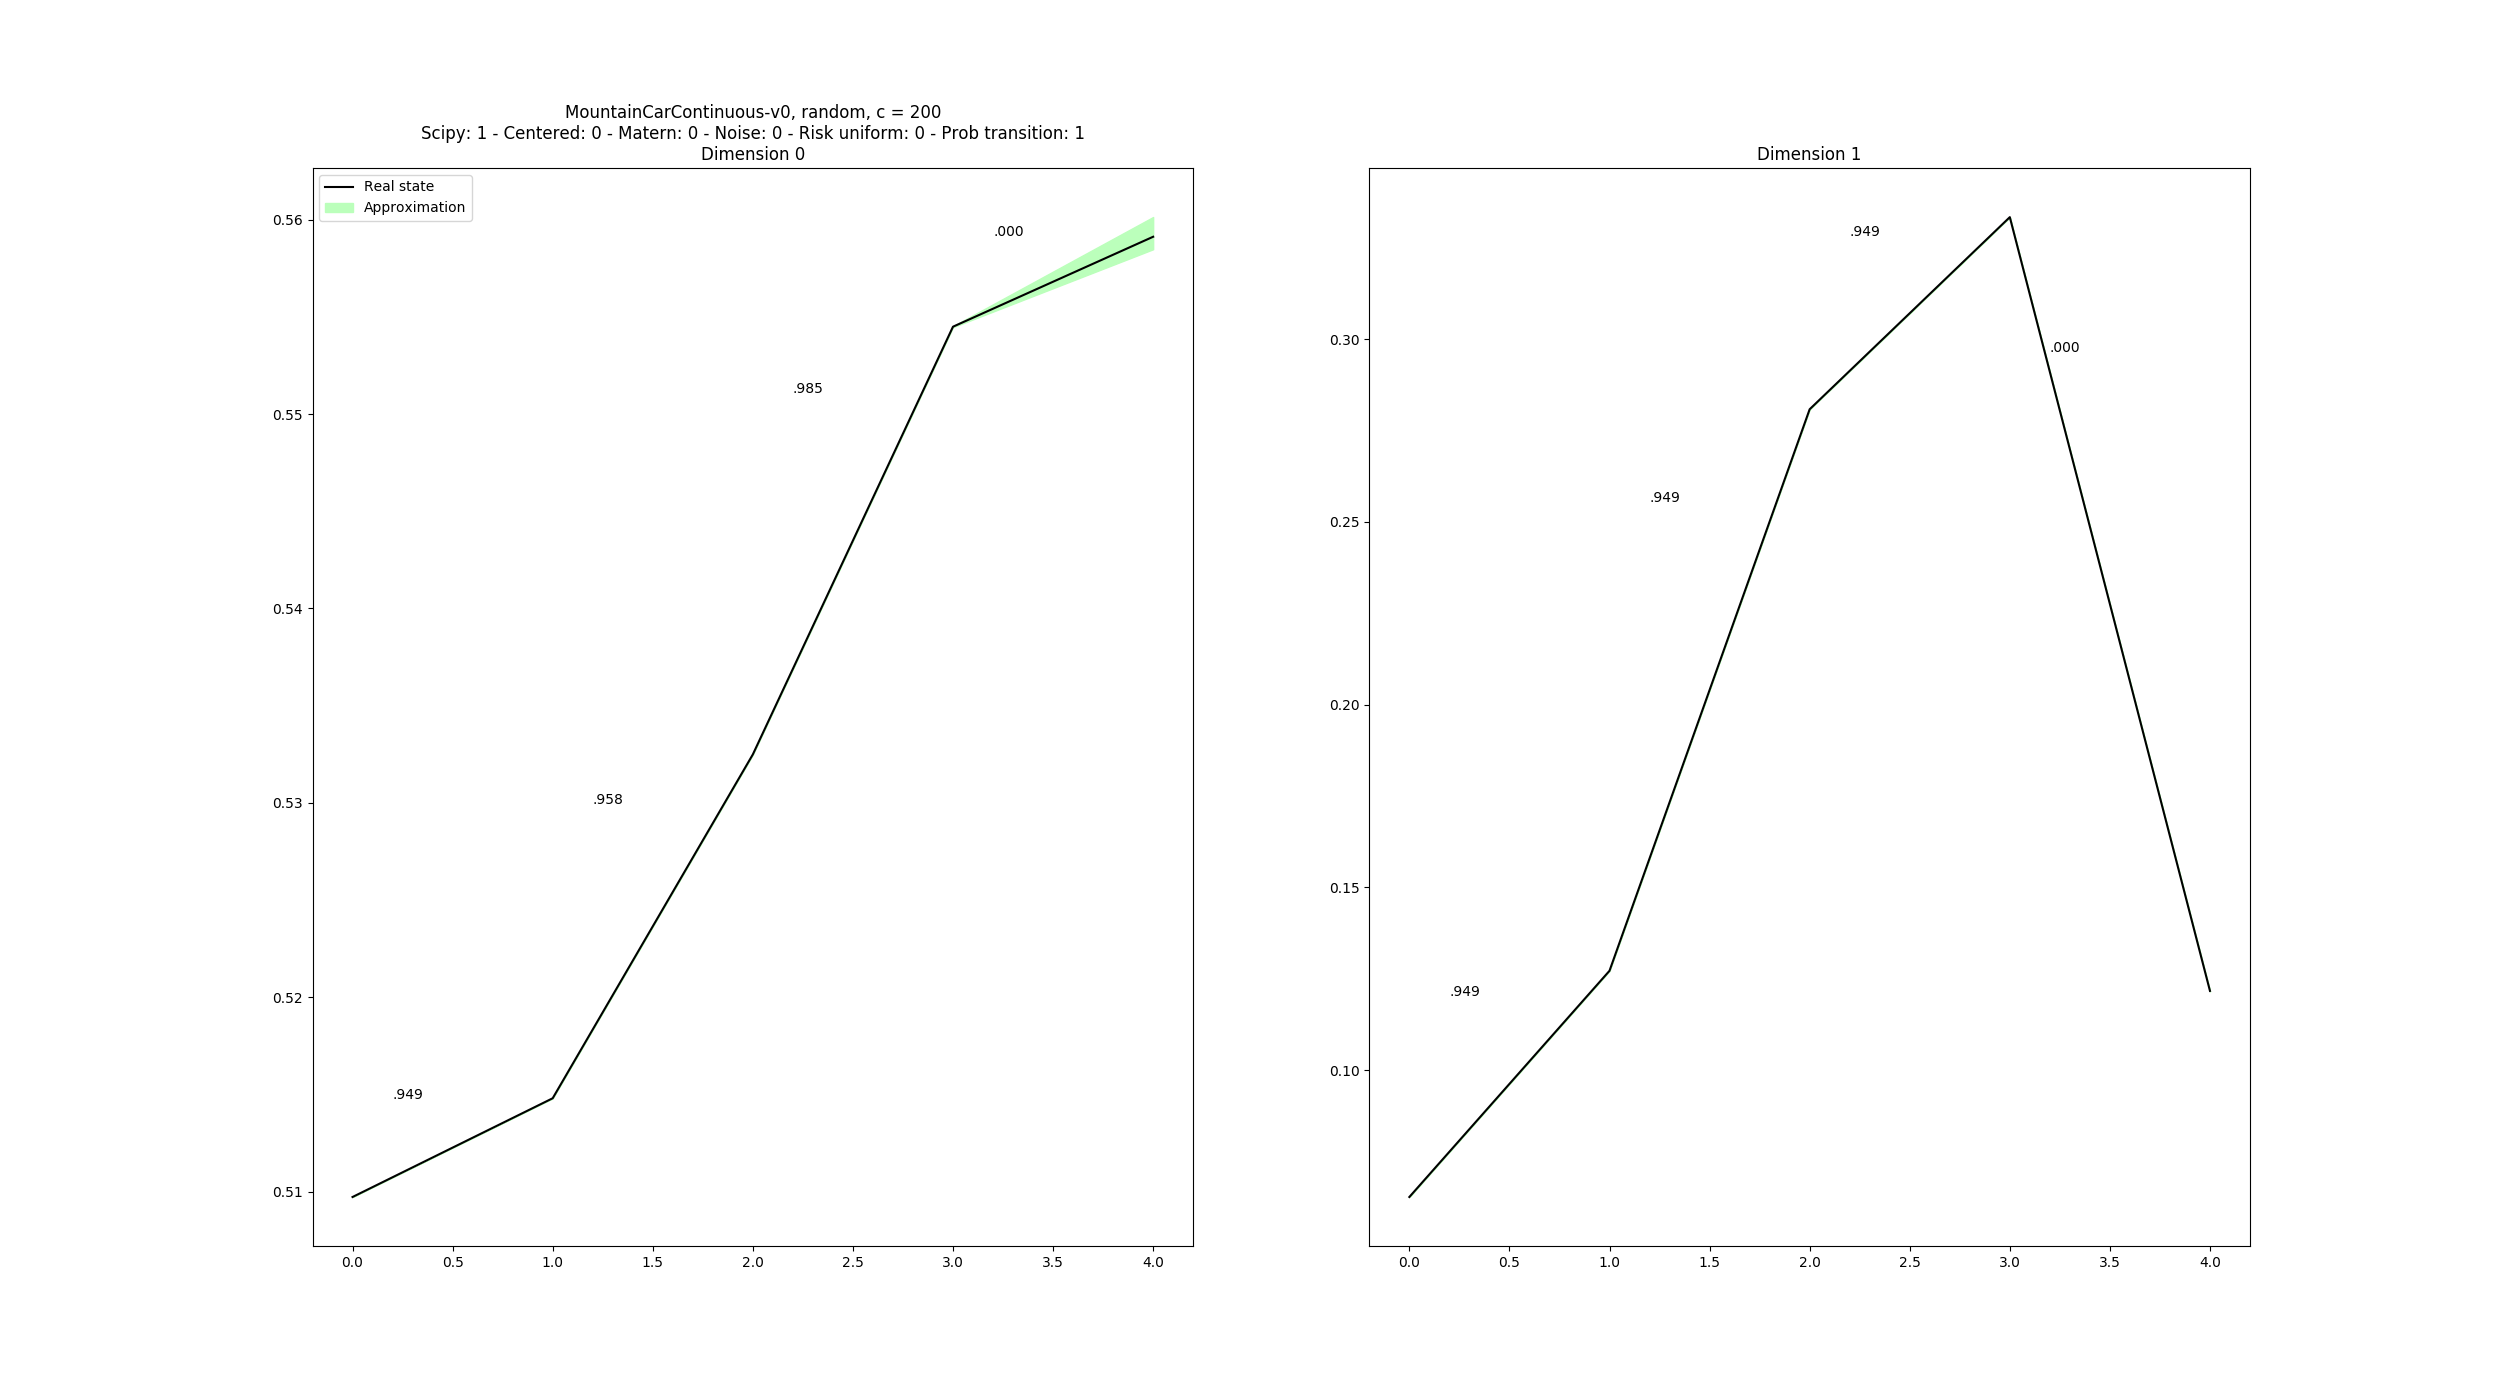 MountainCarContinuous-v0, random, c = 200
Scipy: 1 - Centered: 0 - Matern: 0 - Noise: 0 - Risk uniform: 0 - Prob transition: 1
Dimension 0
Real state
Approximation
0.56
0.55
0.54
0.53
0.52
0.51
.000
.985
.958
.949
0.0 0.5 1.0 1.5 2.0 2.5 3.0 3.5 4.0
Dimension 1
0.30
0.25
0.20
0.15
0.10
.949
.000
.949
.949
0.0 0.5 1.0 1.5 2.0 2.5 3.0 3.5 4.0